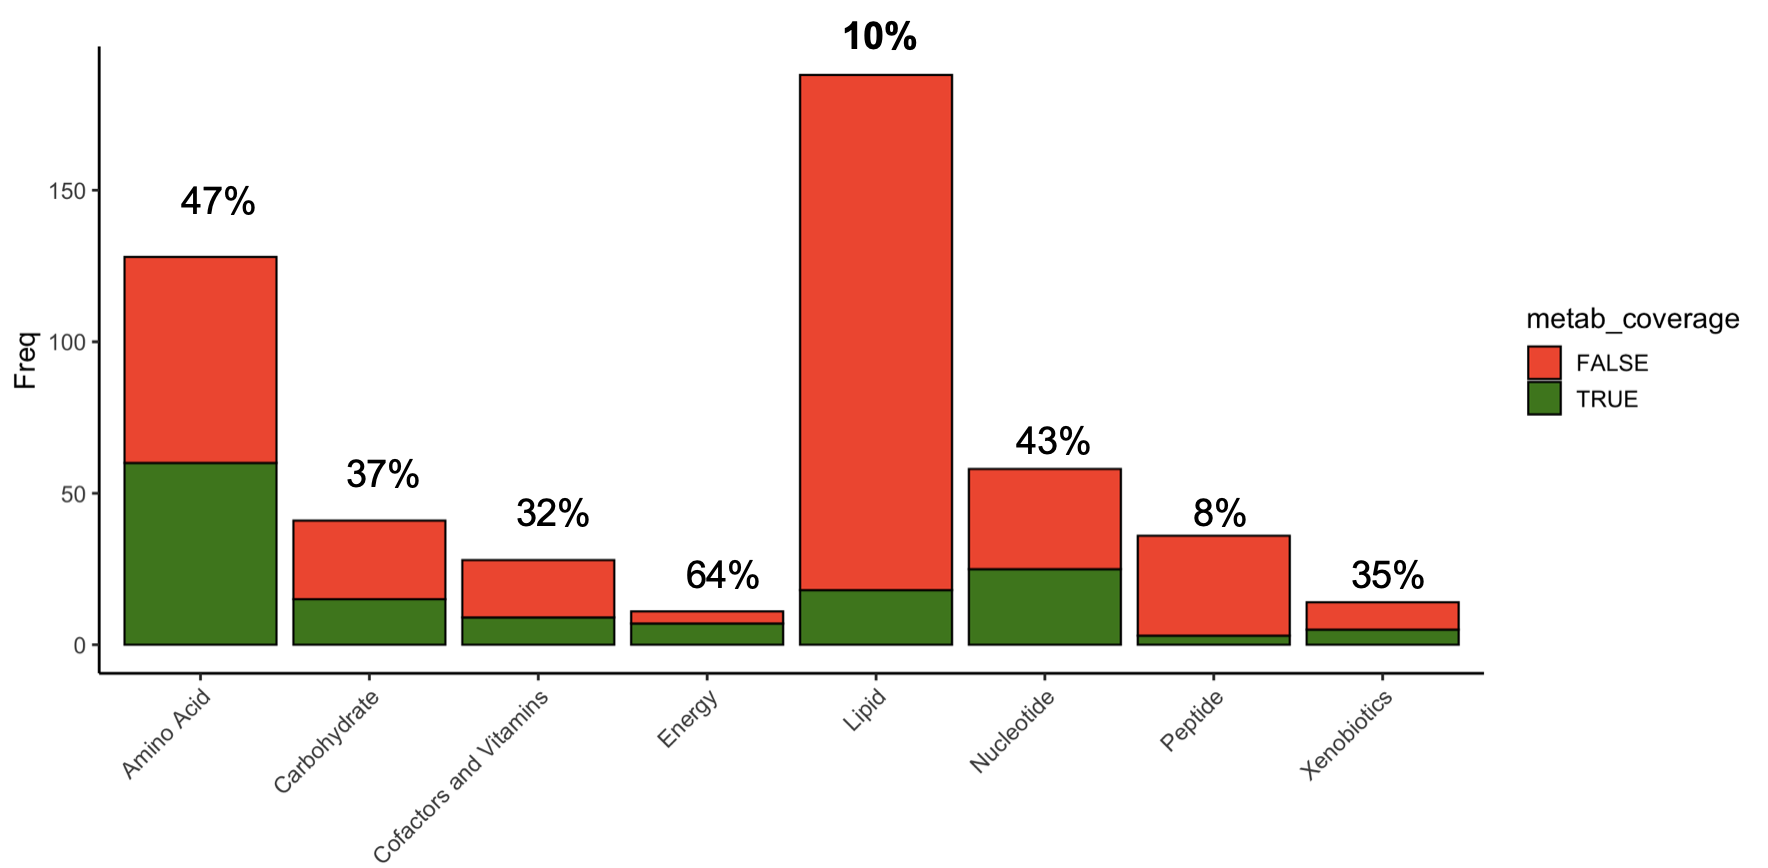 10%
150
47%
100
Freq
50
37%
32%
64%
43%
8%
35%
0
metab_coverage
FALSE
TRUE
Amino Acid
Carbohydrate
Cofactors and Vitamins
Energy
Lipid
Nucleotide
Peptide
Xenobiotics